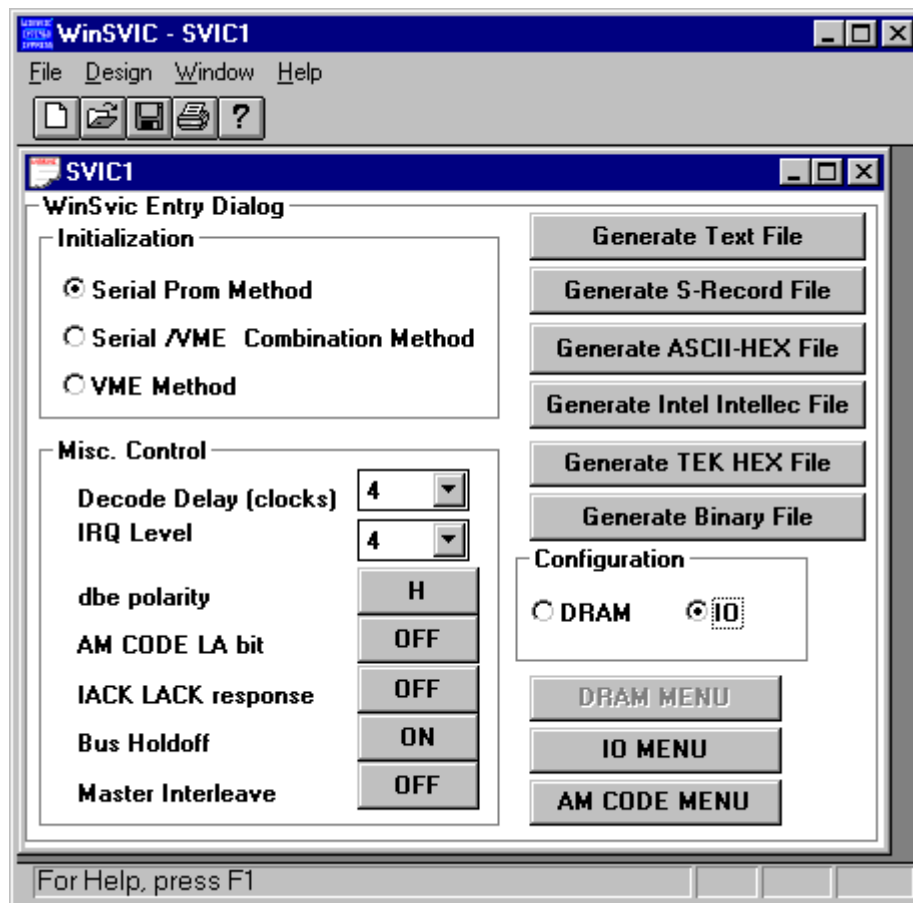 WinSVIC - SVIC1
File Design Window Help
?
SVIC1
WinSvic Entry Dialog
Initialization
Serial Prom Method
Serial /VME Combination Method
VME Method
Misc. Control
Decode Delay (clocks) 4
IRQ Level 4
dbe polarity H
AM CODE LA bit OFF
IACK LACK response OFF
Bus Holdoff ON
Master Interleave OFF
Generate Text File
Generate S-Record File
Generate ASCII-HEX File
Generate Intel Intellec File
Generate TEK HEX File
Generate Binary File
Configuration
DRAM IO
DRAM MENU
IO MENU
AM CODE MENU
For Help, press F1